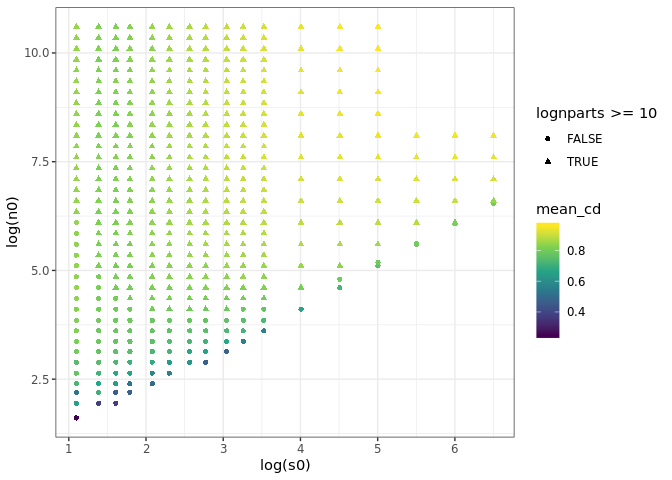 10.0
7.5
5.0
2.5
log(n0)
1 2 3 4 5 6
log(s0)
lognparts >= 10
FALSE
TRUE
mean_cd
0.8
0.6
0.4